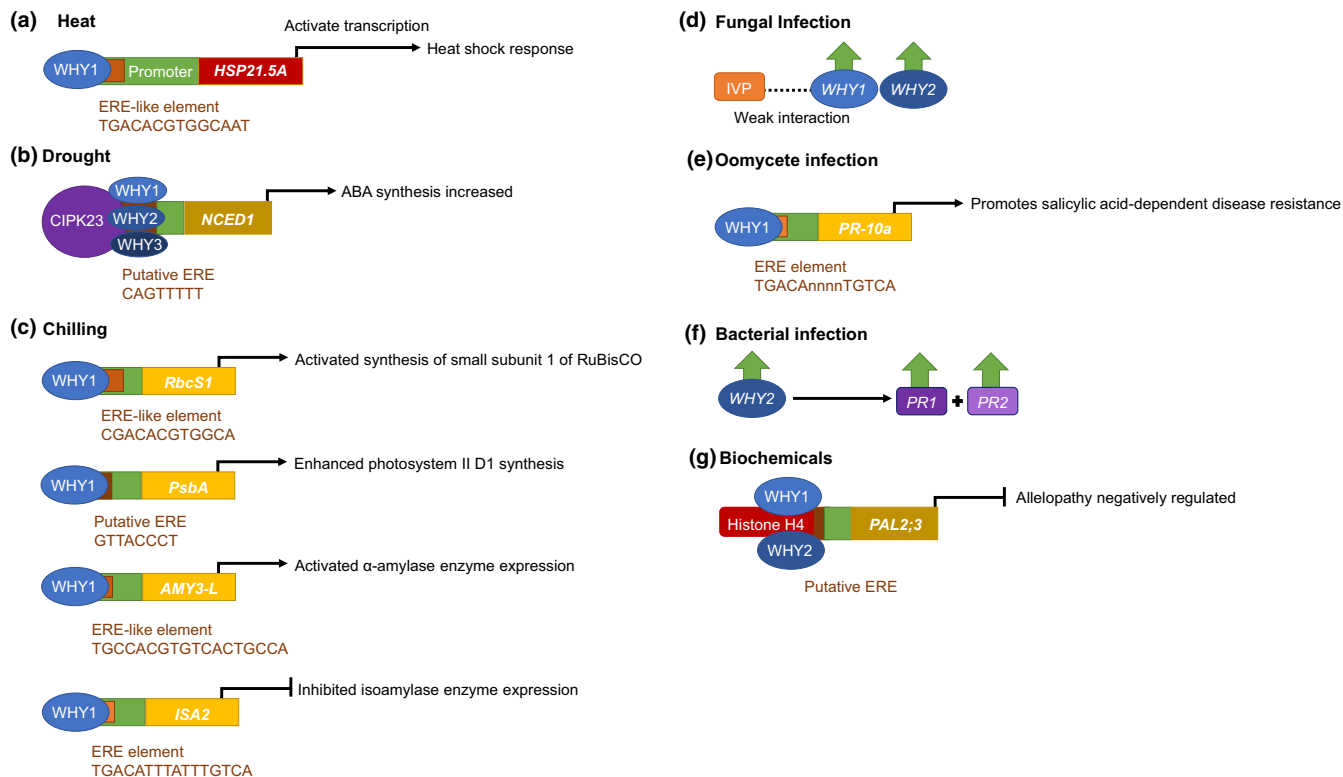 (a) Heat
Activate transcription
Heat shock response
WHY1 Promoter HSP21.5A
ERE-like element
TGACACGTGGCAAT
(b) Drought
ABA synthesis increased
CIPK23 WHY1
WHY2 NCED1
WHY3
Putative ERE
CAGTTTTT
(c) Chilling
Activated synthesis of small subunit 1 of RuBisCO
WHY1 RbcS1
ERE-like element
CGACACGTGGCA
Enhanced photosystem II D1 synthesis
WHY1 PsbA
Putative ERE
GTTACCCT
Activated α-amylase enzyme expression
WHY1 AMY3-L
ERE-like element
TGCCACGTGTCACTGCCA
Inhibited isoamylase enzyme expression
WHY1 ISA2
ERE element
TGACATTTATTTGTCA
(d) Fungal Infection
IVP WHY1 WHY2
Weak interaction
(e) Oomycete infection
Promotes salicylic acid-dependent disease resistance
WHY1 PR-10a
ERE element
TGACAnnnnTGTCA
(f) Bacterial infection
WHY2 PR1 + PR2
(g) Biochemicals
WHY1
Allelopathy negatively regulated
Histone H4 PAL2;3
WHY2
Putative ERE